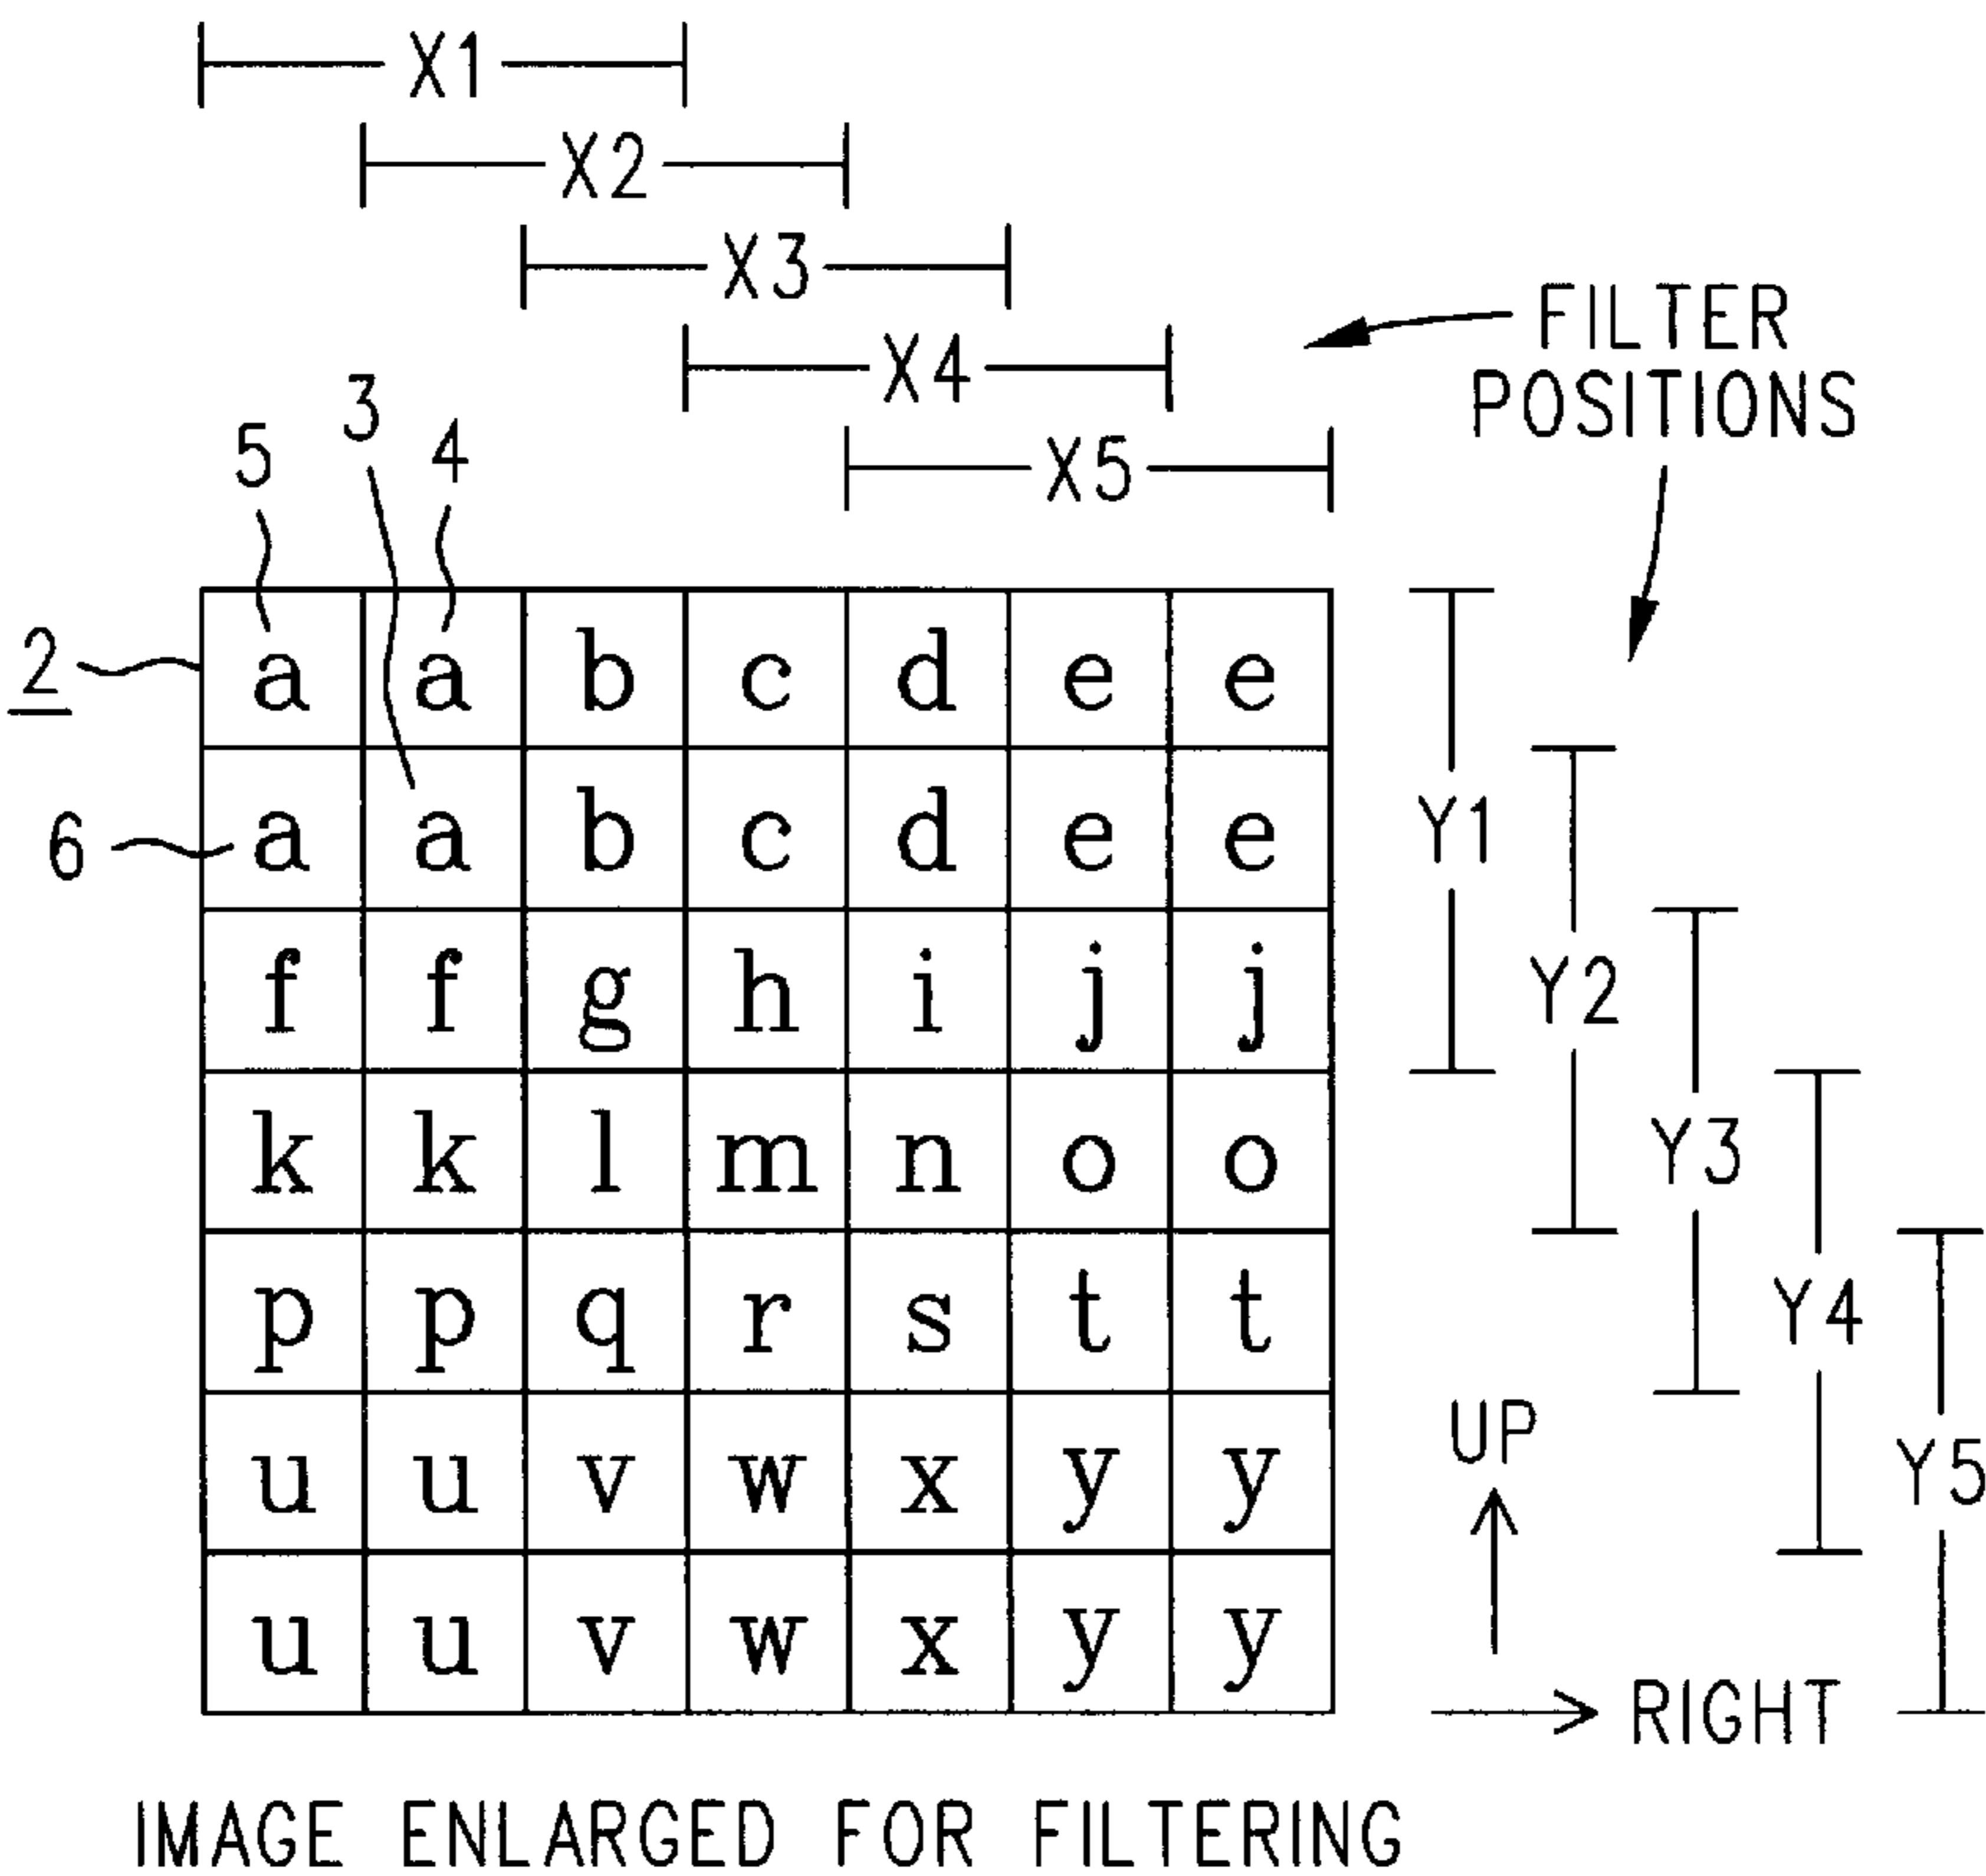 X1
X2
X3
X4
X5
FILTER
POSITIONS
5 3 4
2
6
a a b c d e e
a a b c d e e
f f g h i j j
k k l m n o o
p p q r s t t
u u v w x y y
u u v w x y y
Y1
Y2
Y3
Y4
Y5
UP
RIGHT
IMAGE ENLARGED FOR FILTERING